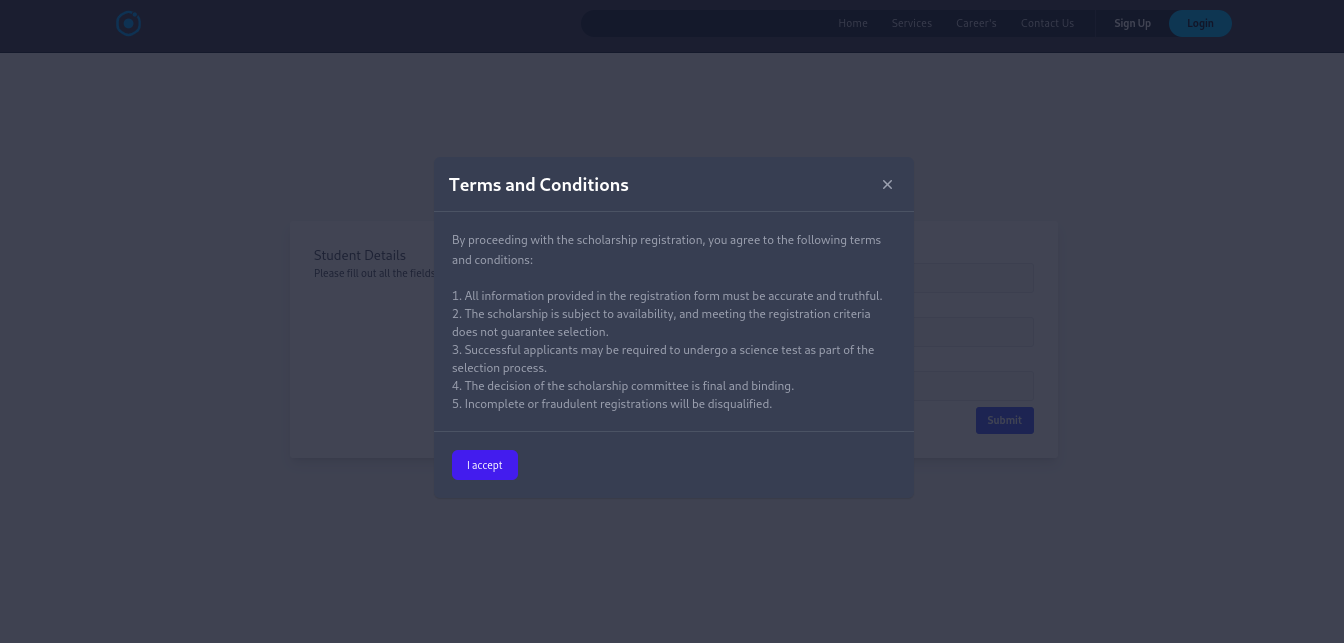 Home Services Career's Contact Us Sign Up Login
Terms and Conditions
By proceeding with the scholarship registration, you agree to the following terms
and conditions:
1. All information provided in the registration form must be accurate and truthful.
2. The scholarship is subject to availability, and meeting the registration criteria
does not guarantee selection.
3. Successful applicants may be required to undergo a science test as part of the
selection process.
4. The decision of the scholarship committee is final and binding.
5. Incomplete or fraudulent registrations will be disqualified.
I accept
Student Details
Please fill out all the fields
Submit